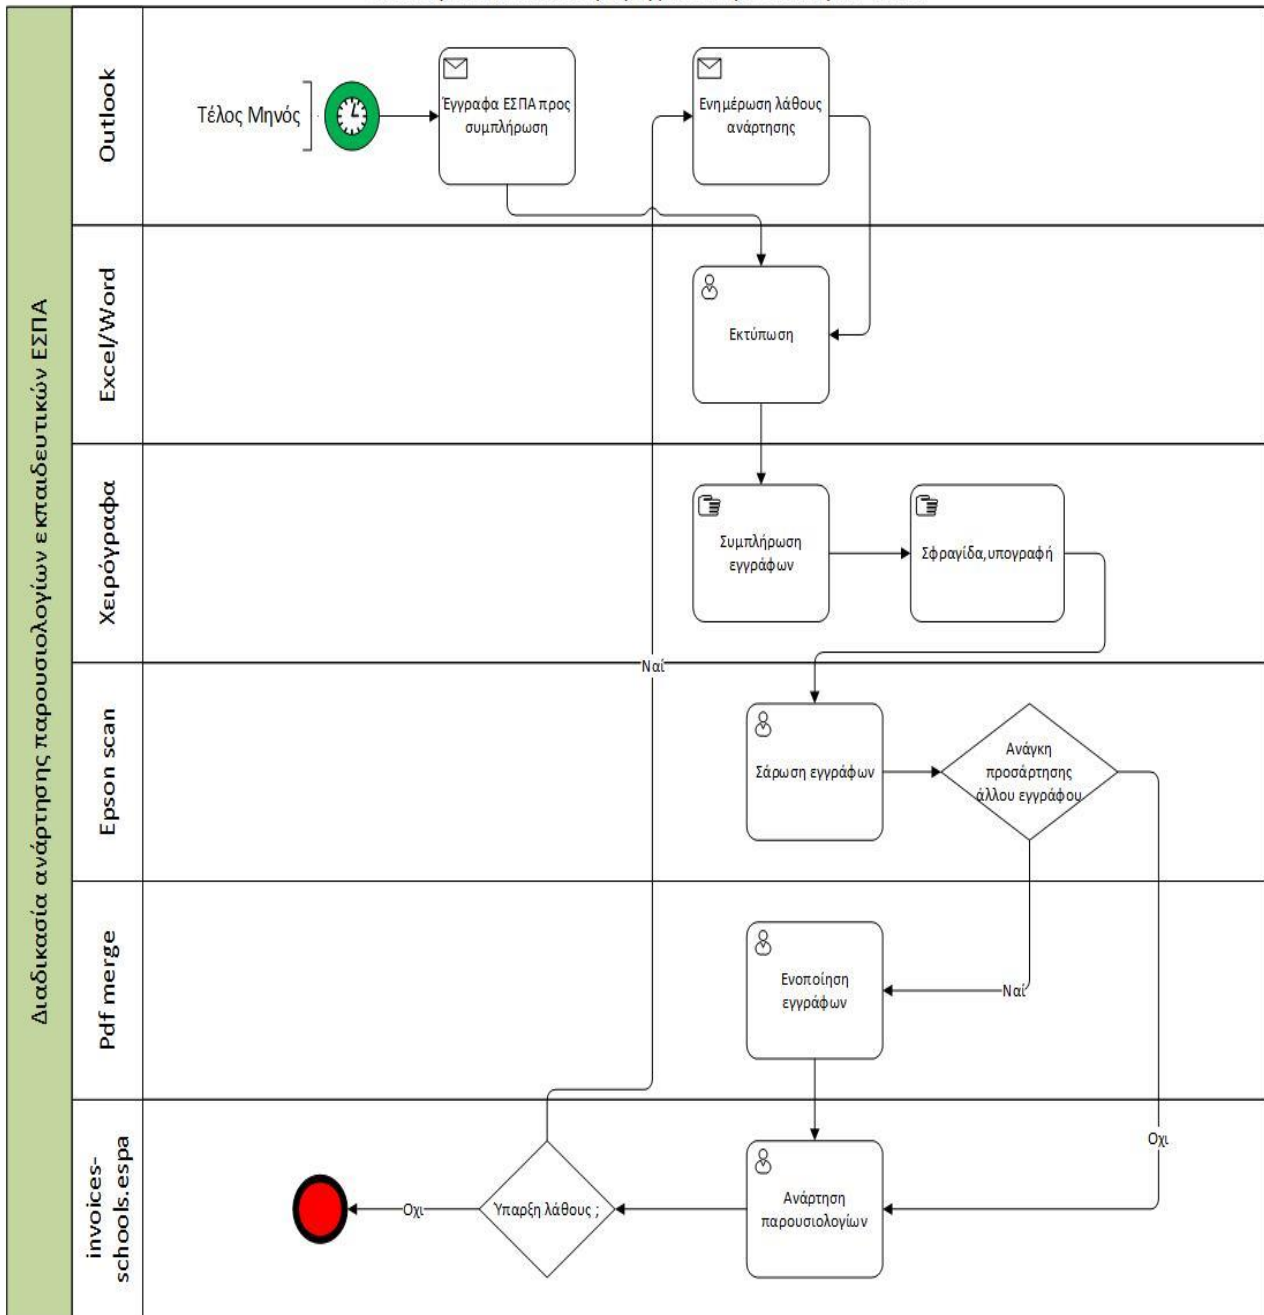 Διαδικασία ανάρτησης παρουσιολογίων εκπαιδευτικών ΕΣΠΑ
Outlook
Τέλος Μηνός
Έγγραφα ΕΣΠΑ προς
συμπλήρωση
Ενημέρωση λάθους
ανάρτησης
Excel/Word
Εκτύπωση
Χειρόγραφα
Συμπλήρωση
εγγράφων
Σφραγίδα,υπογραφή
Ναί
Epson scan
Σάρωση εγγράφων
Ανάγκη
προσάρτησης
άλλου εγγράφου
Pdf merge
Ενοποίηση
εγγράφων
Ναί
Οχι
invoices-
schools.espa
Οχι
Ύπαρξη λάθους ;
Ανάρτηση
παρουσιολογίων